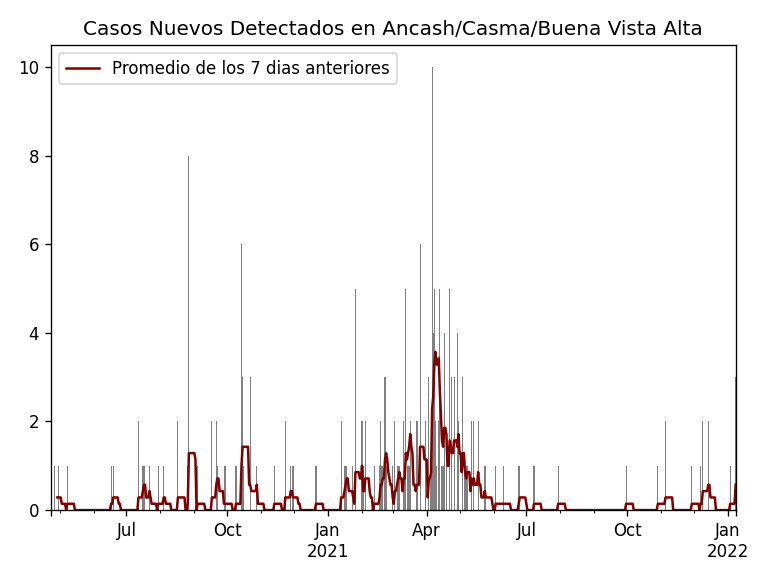 Casos Nuevos Detectados en Ancash/Casma/Buena Vista Alta
Promedio de los 7 dias anteriores
10
8
6
4
2
0
Jul Oct Jan Apr Jul Oct Jan
2021 2022